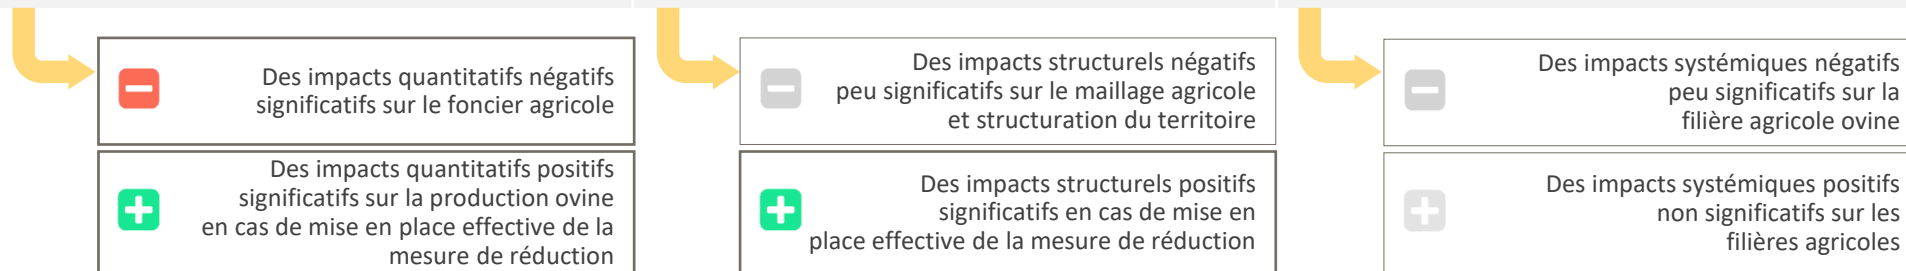 Des impacts quantitatifs négatifs
significatifs sur le foncier agricole
Des impacts quantitatifs positifs
significatifs sur la production ovine
en cas de mise en place effective de la
mesure de réduction
Des impacts structurels négatifs
peu significatifs sur le maillage agricole
et structuration du territoire
Des impacts structurels positifs
significatifs en cas de mise en
place effective de la mesure de réduction
Des impacts systémiques négatifs
peu significatifs sur la
filière agricole ovine
Des impacts systémiques positifs
non significatifs sur les
filières agricoles